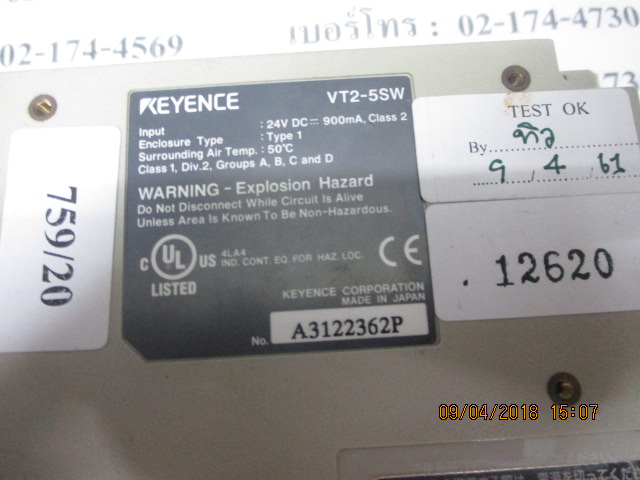 เบอร์โทร : 02-174-4730
02-174-4569
KEYENCE VT2-5SW
Input : 24V DC⎓ 900mA, Class 2
Enclosure Type : Type 1
Surrounding Air Temp. : 50°C
Class 1, Div.2, Groups A, B, C and D
WARNING - Explosion Hazard
Do Not Disconnect While Circuit Is Alive
Unless Area Is Known To Be Non-Hazardous.
C UL US
LISTED
4LA4
IND. CONT. EQ. FOR HAZ. LOC.
CE
KEYENCE CORPORATION
MADE IN JAPAN
No. A3122362P
759/20
TEST OK
By ทิว
9 / 4 / 61
. 12620
09/04/2018 15:07